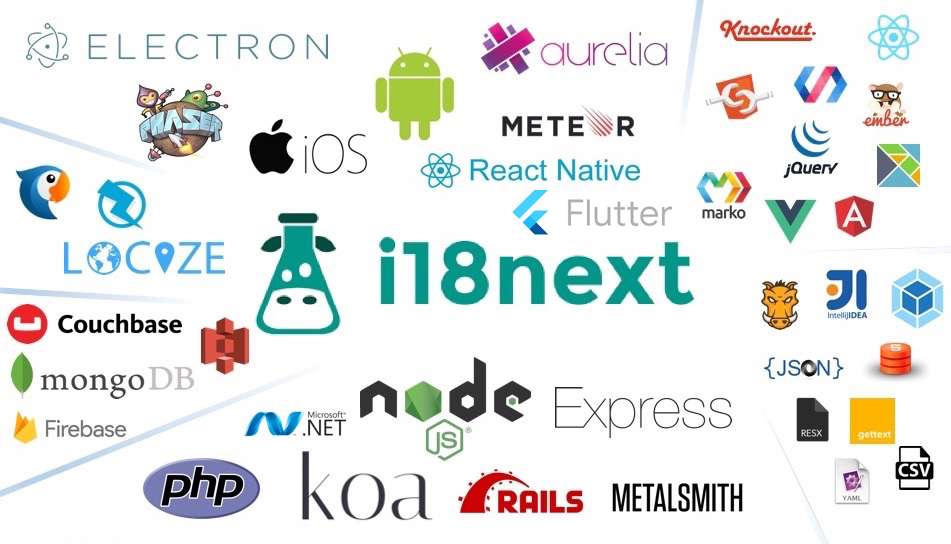 ELECTRON
aurelia
Knockout.
PHASER
iOS
METEOR
ember
jQuery
React Native
Flutter
marko
LOCIZE
i18next
Couchbase
IntelliJIDEA
mongoDB
{JSON}
node
JS
Express
Firebase
Microsoft®
.NET
RESX
gettext
CSV
YAML
php
koa
RAILS
METALSMITH